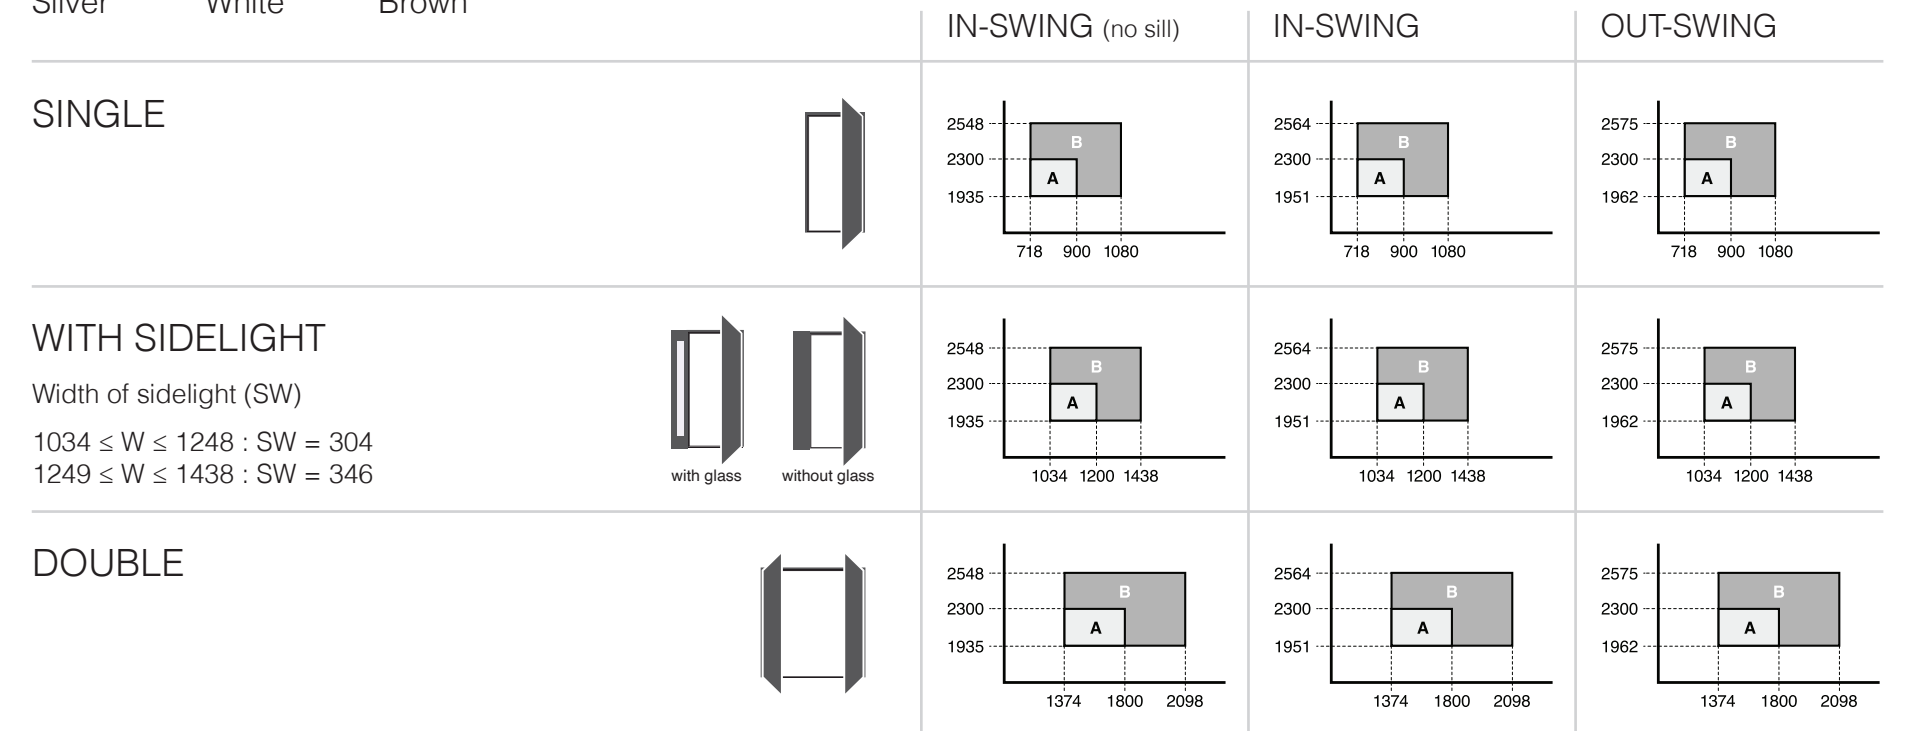 Silver White Brown
IN-SWING (no sill) IN-SWING OUT-SWING
SINGLE
2548
B
2300
A
1935
718 900 1080
2564
B
2300
A
1951
718 900 1080
2575
B
2300
A
1962
718 900 1080
WITH SIDELIGHT
Width of sidelight (SW)
1034 ≤ W ≤ 1248 : SW = 304
1249 ≤ W ≤ 1438 : SW = 346
with glass without glass
2548
B
2300
A
1935
1034 1200 1438
2564
B
2300
A
1951
1034 1200 1438
2575
B
2300
A
1962
1034 1200 1438
DOUBLE
2548
B
2300
A
1935
1374 1800 2098
2564
B
2300
A
1951
1374 1800 2098
2575
B
2300
A
1962
1374 1800 2098